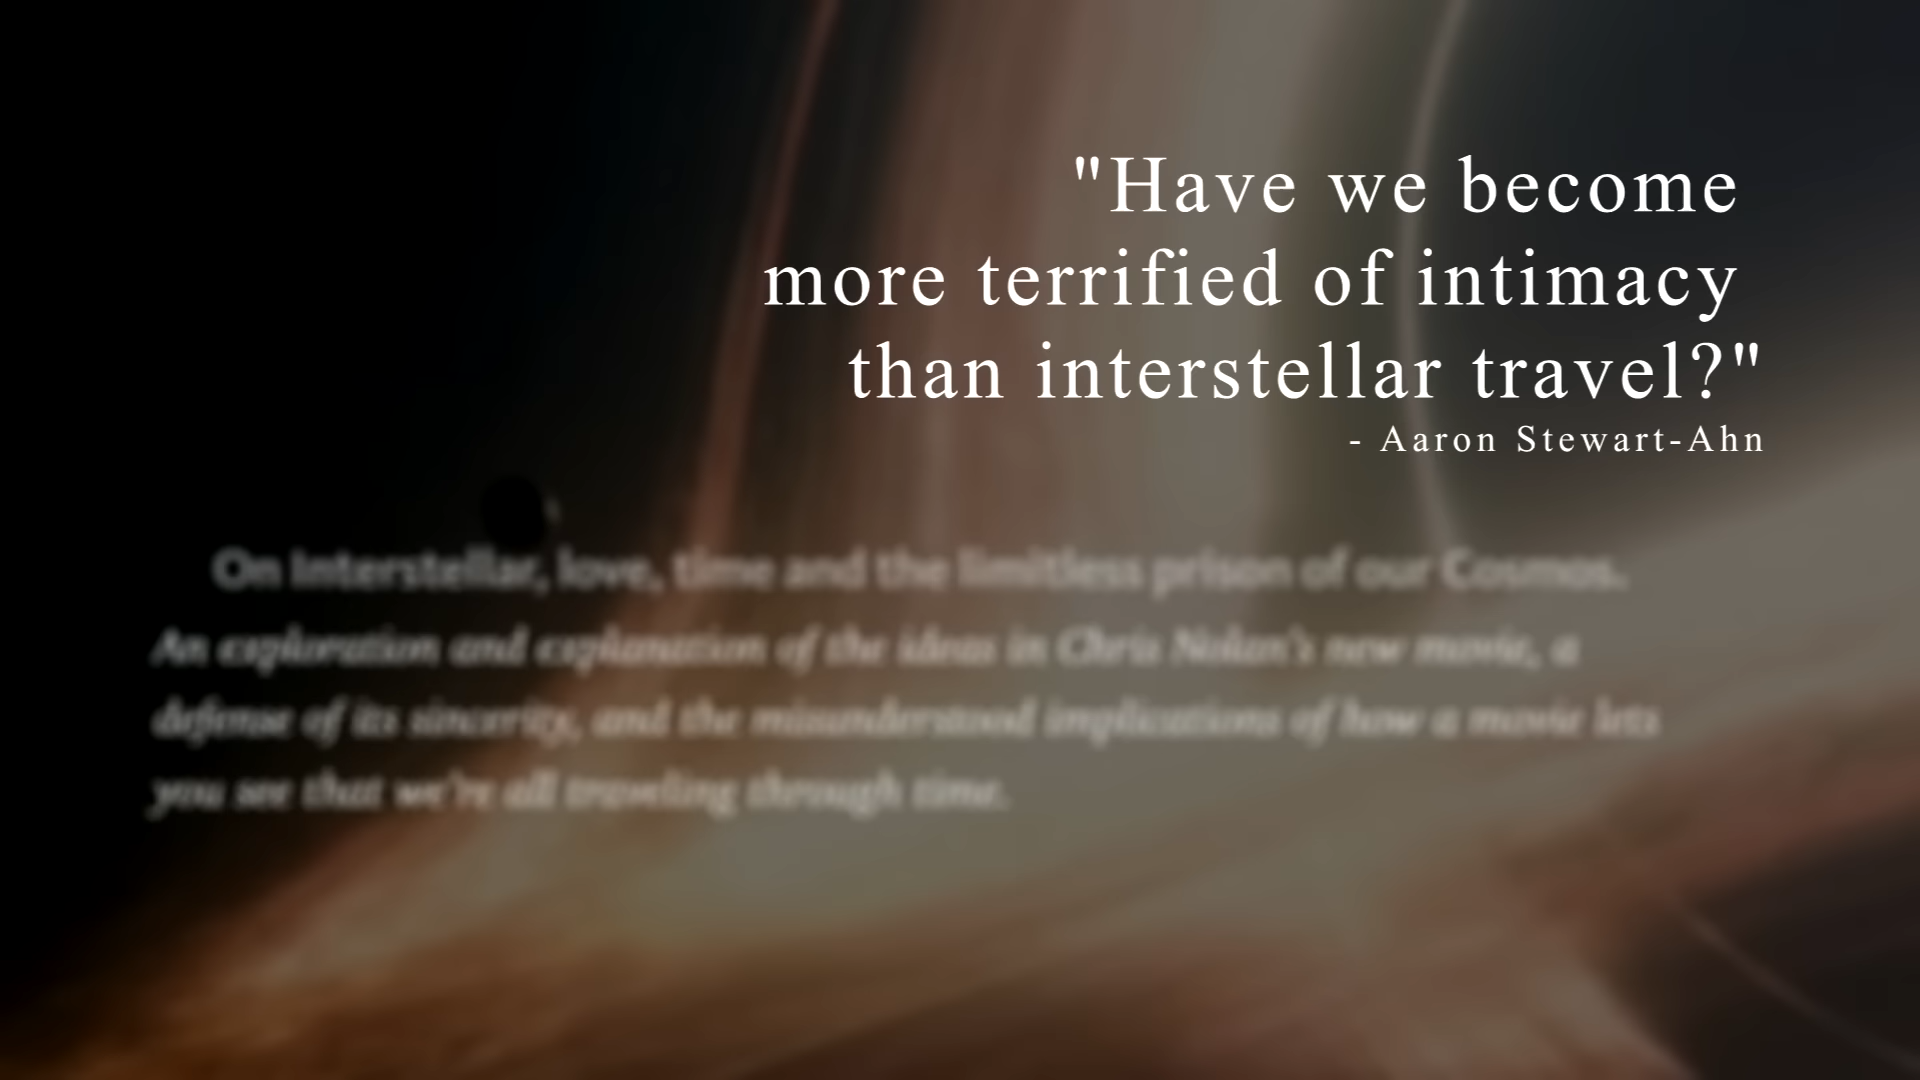 "Have we become
more terrified of intimacy
than interstellar travel?"
- Aaron Stewart-Ahn
On Interstellar, love, time and the limitless prison of our Cosmos.
An exploration and explanation of the ideas in Chris Nolan's new movie, a
defense of its sincerity, and the misunderstood implications of how a movie lets
you see that we're all traveling through time.